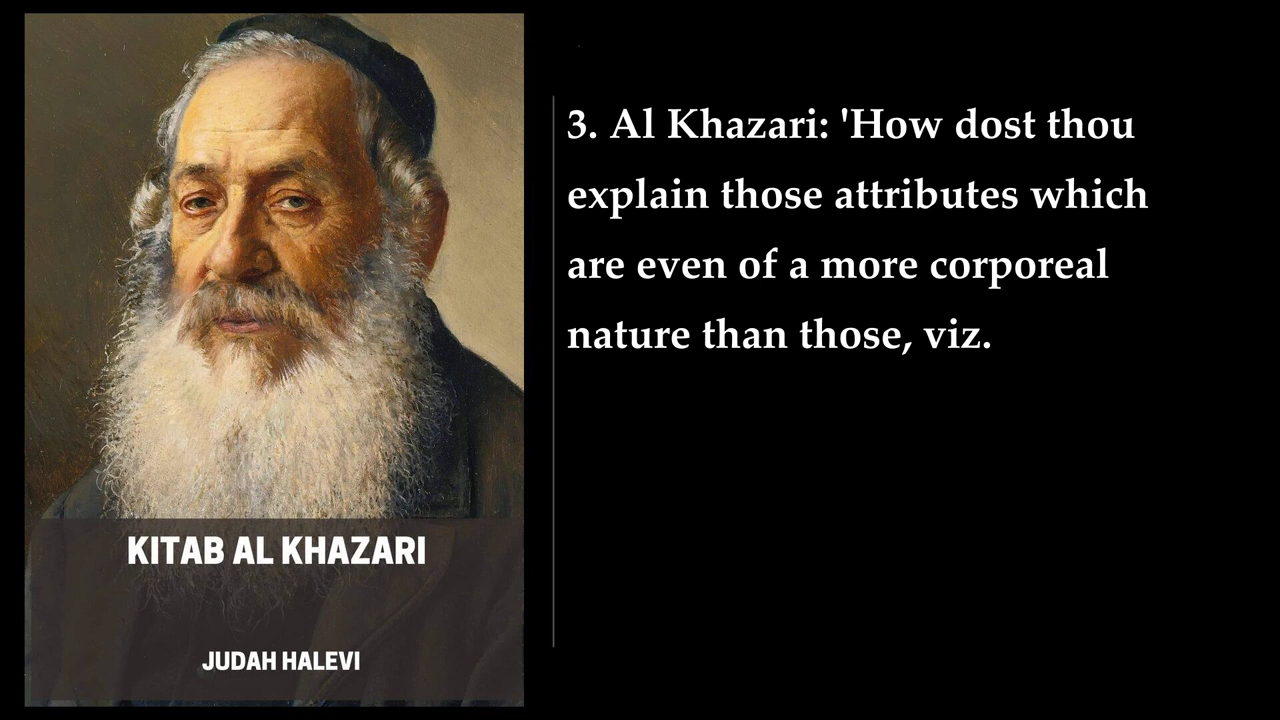 KITAB AL KHAZARI
JUDAH HALEVI
3. Al Khazari: 'How dost thou
explain those attributes which
are even of a more corporeal
nature than those, viz.